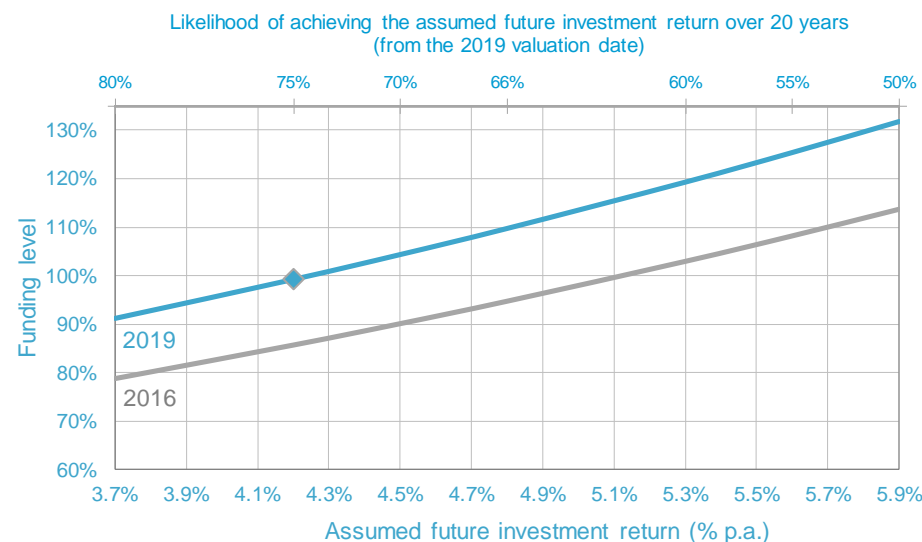 Likelihood of achieving the assumed future investment return over 20 years
(from the 2019 valuation date)
80% 75% 70% 66% 60% 55% 50%
130%
120%
110%
100%
90%
80%
70%
60%
Funding level
2019
2016
3.7% 3.9% 4.1% 4.3% 4.5% 4.7% 4.9% 5.1% 5.3% 5.5% 5.7% 5.9%
Assumed future investment return (% p.a.)